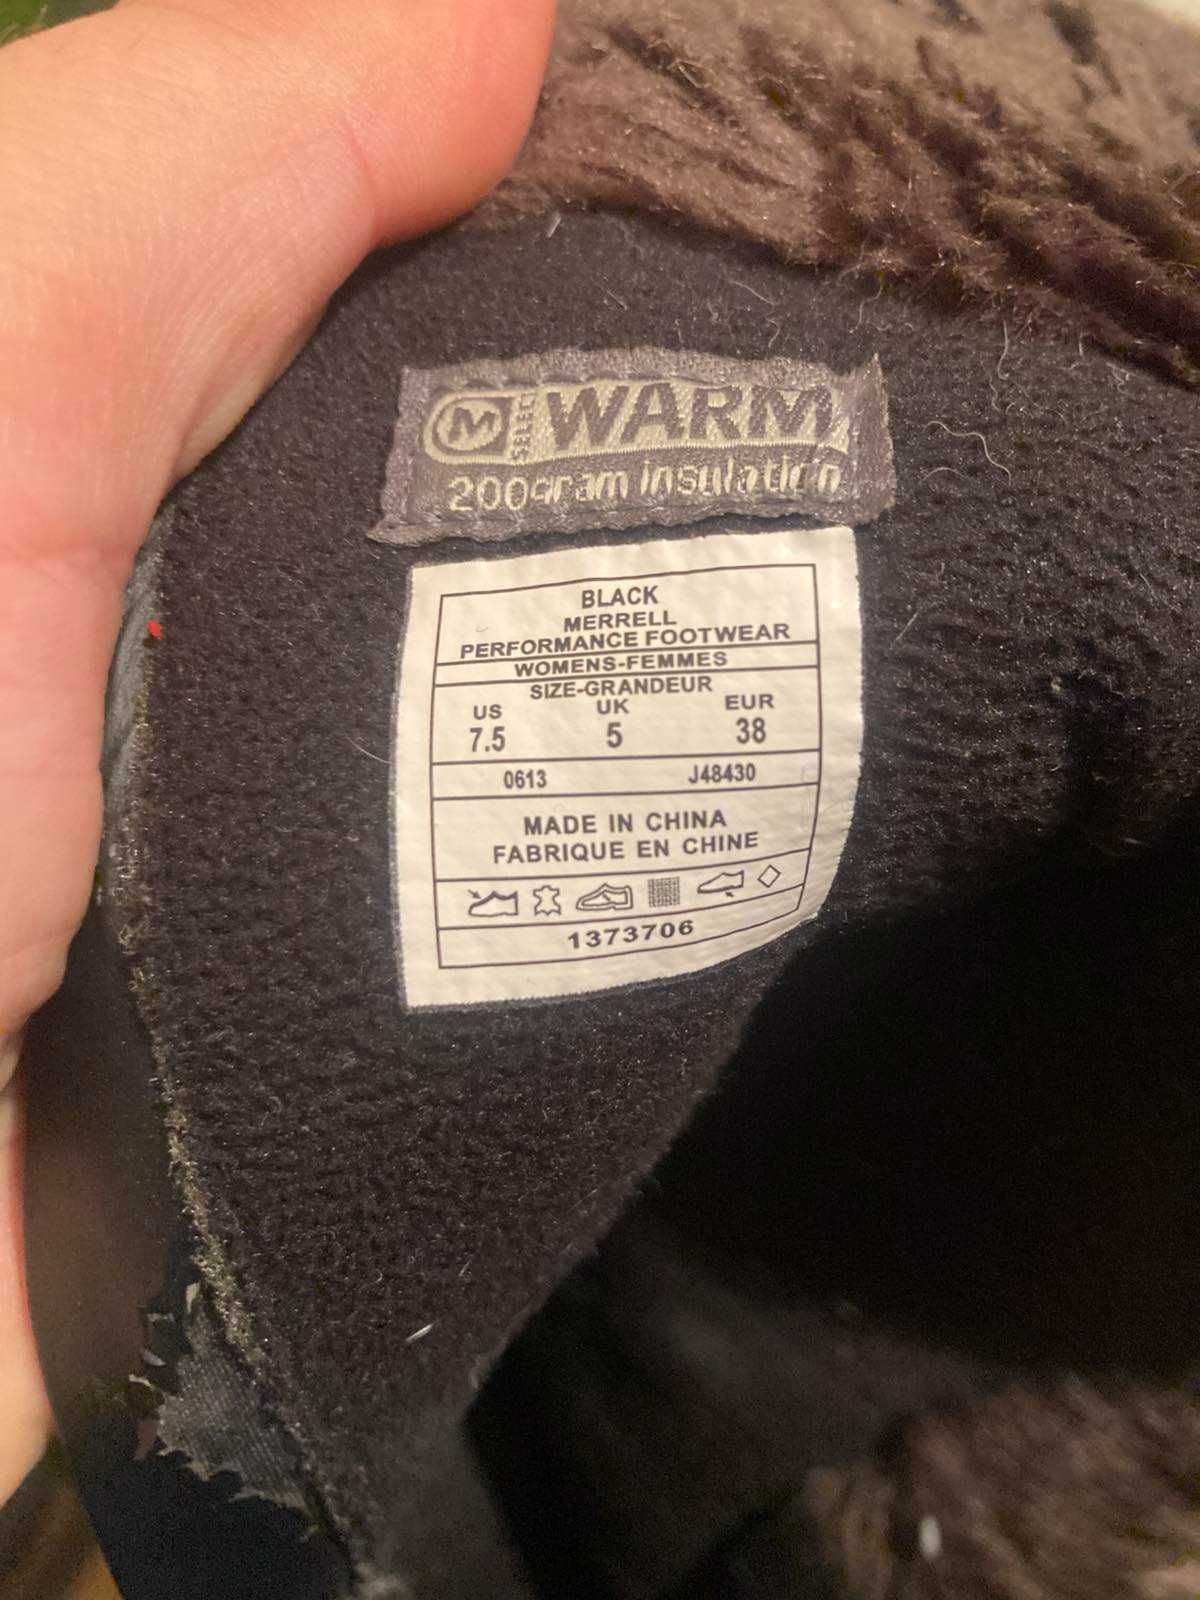 M SELECT WARM
200gram insulation
BLACK
MERRELL
PERFORMANCE FOOTWEAR
WOMENS-FEMMES
SIZE-GRANDEUR
US UK EUR
7.5 5 38
0613 J48430
MADE IN CHINA
FABRIQUE EN CHINE
1373706